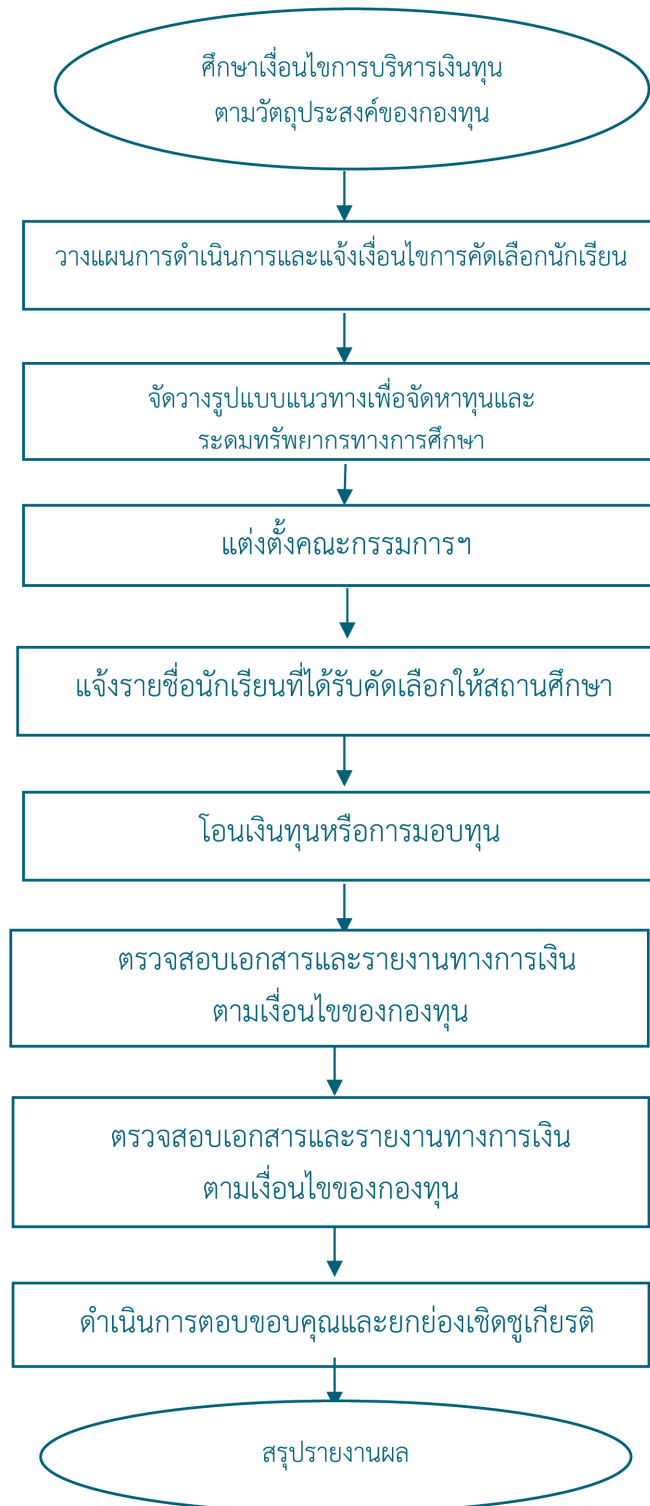 ศึกษาเงื่อนไขการบริหารเงินทุน
ตามวัตถุประสงค์ของกองทุน
วางแผนการดำเนินการและแจ้งเงื่อนไขการคัดเลือกนักเรียน
จัดวางรูปแบบแนวทางเพื่อจัดหาทุนและ
ระดมทรัพยากรทางการศึกษา
แต่งตั้งคณะกรรมการฯ
แจ้งรายชื่อนักเรียนที่ได้รับคัดเลือกให้สถานศึกษา
โอนเงินทุนหรือการมอบทุน
ตรวจสอบเอกสารและรายงานทางการเงิน
ตามเงื่อนไขของกองทุน
ตรวจสอบเอกสารและรายงานทางการเงิน
ตามเงื่อนไขของกองทุน
ดำเนินการตอบขอบคุณและยกย่องเชิดชูเกียรติ
สรุปรายงานผล